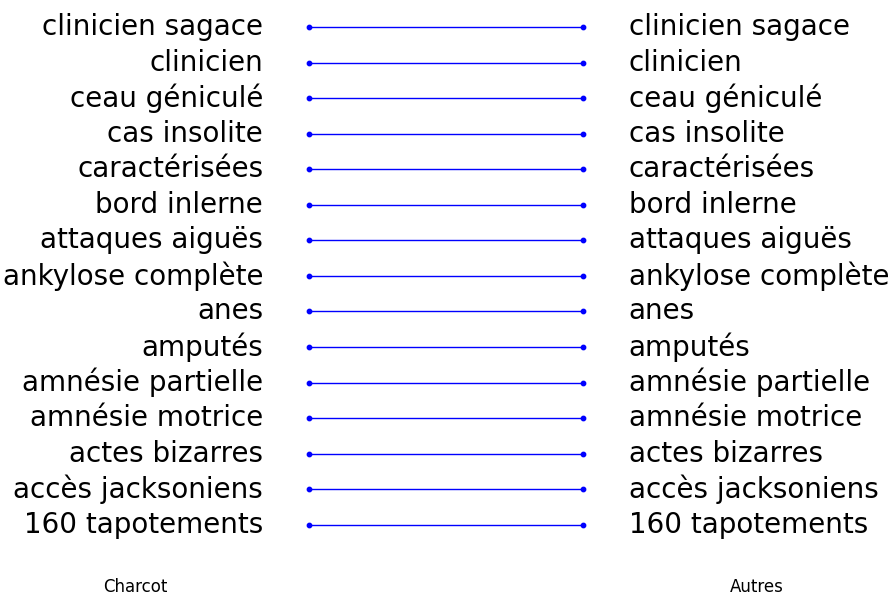 clinicien sagace clinicien sagace
clinicien clinicien
ceau géniculé ceau géniculé
cas insolite cas insolite
caractérisées caractérisées
bord inlerne bord inlerne
attaques aiguës attaques aiguës
ankylose complète ankylose complète
anes anes
amputés amputés
amnésie partielle amnésie partielle
amnésie motrice amnésie motrice
actes bizarres actes bizarres
accès jacksoniens accès jacksoniens
160 tapotements 160 tapotements
Charcot Autres